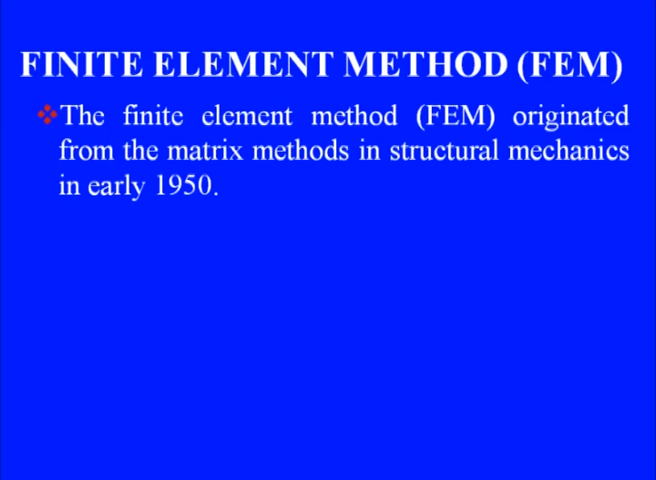 FINITE ELEMENT METHOD (FEM)
❖The finite element method (FEM) originated
from the matrix methods in structural mechanics
in early 1950.